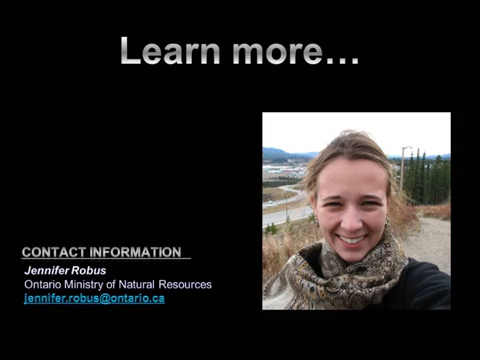 Learn more…
CONTACT INFORMATION
Jennifer Robus
Ontario Ministry of Natural Resources
jennifer.robus@ontario.ca